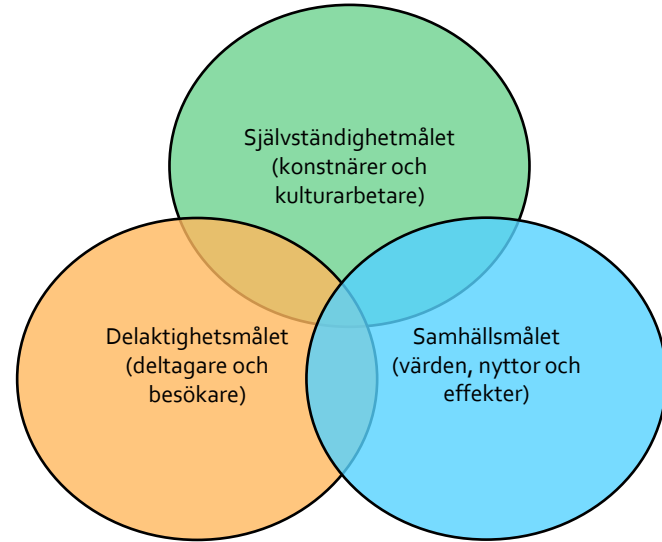 Självständighetmålet
(konstnärer och
kulturarbetare)
Delaktighetsmålet
(deltagare och
besökare)
Samhällsmålet
(värden, nyttor och
effekter)